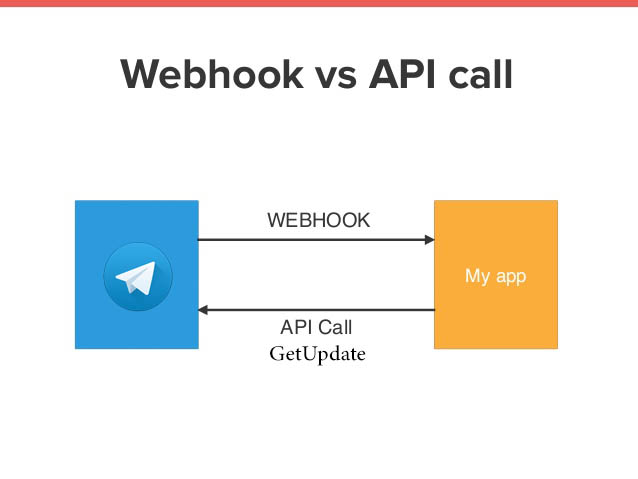 Webhook vs API call
WEBHOOK
My app
API Call
GetUpdate